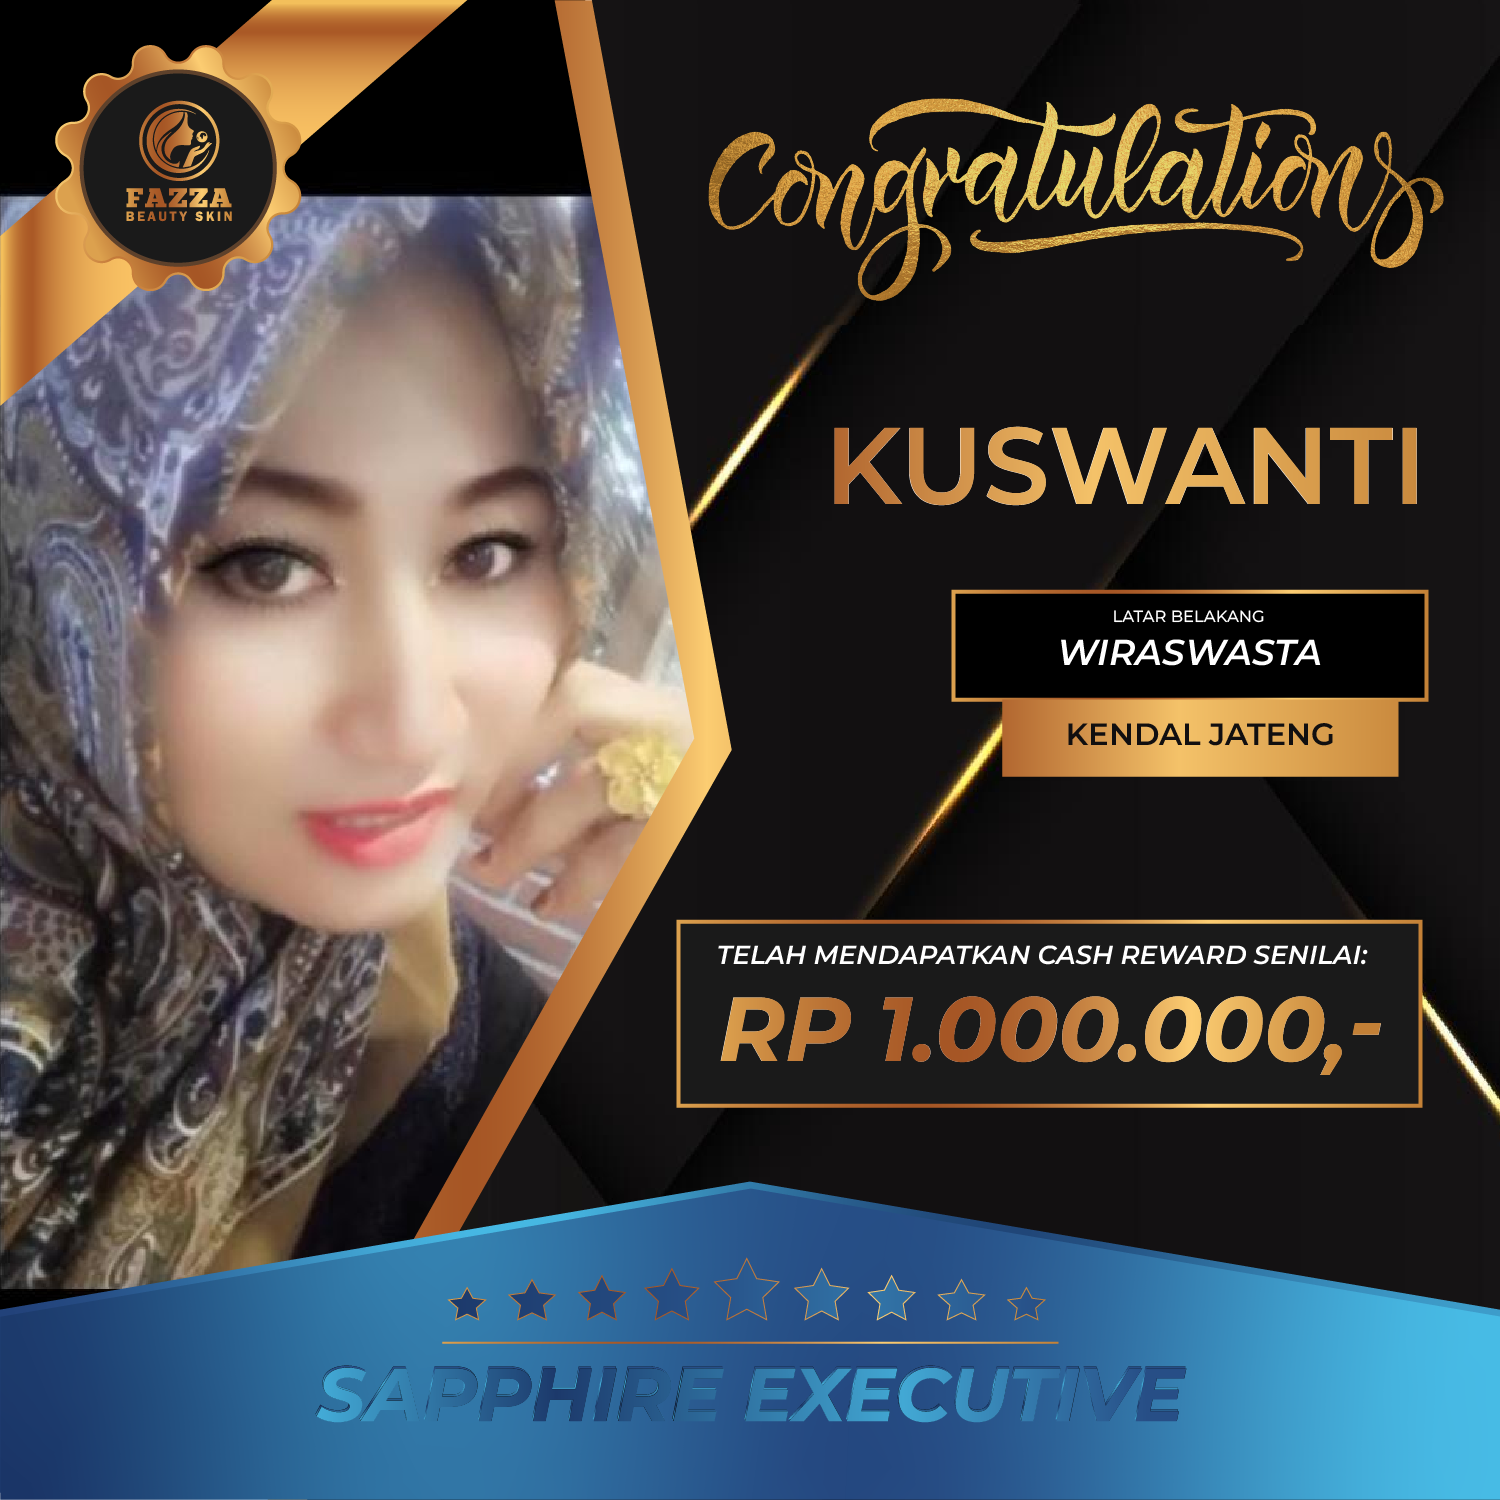 FAZZA
BEAUTY SKIN
Congratulations
KUSWANTI
LATAR BELAKANG
WIRASWASTA
KENDAL JATENG
TELAH MENDAPATKAN CASH REWARD SENILAI:
RP 1.000.000,-
SAPPHIRE EXECUTIVE